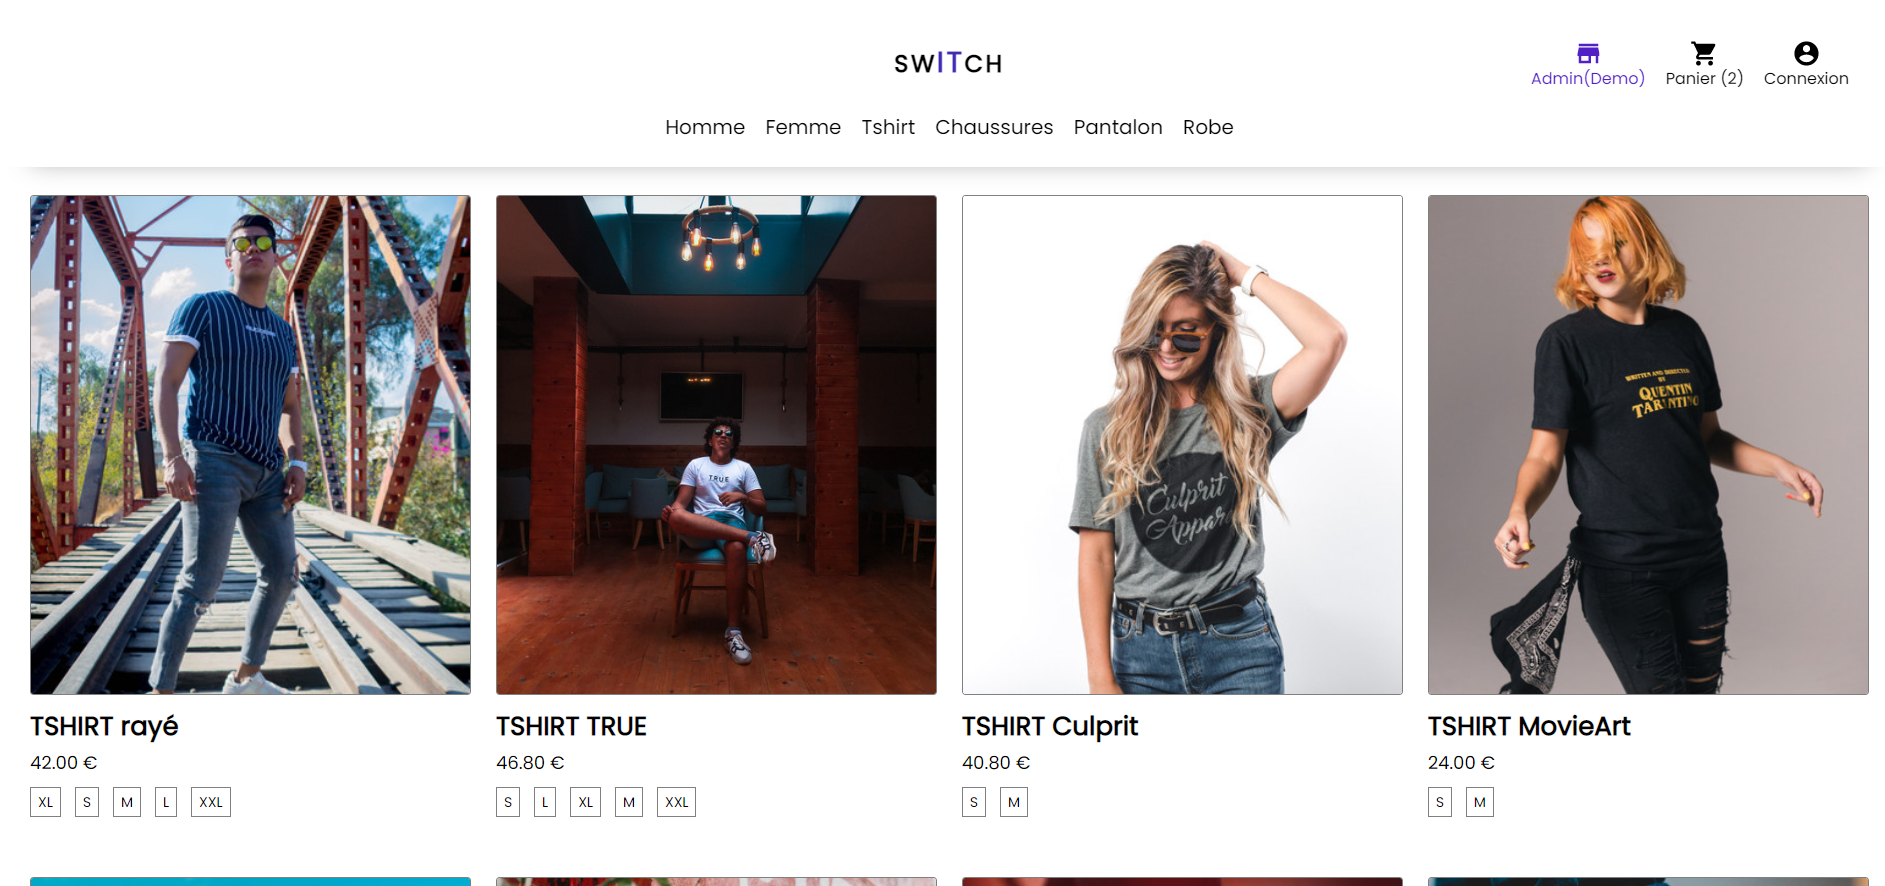 SWITCH
Admin(Demo)
Panier (2)
Connexion
Homme Femme Tshirt Chaussures Pantalon Robe
TRUE
Culprit
WRITTEN AND DIRECTED
BY
QUENTIN
TARANTINO
TSHIRT rayé
42.00 €
XL S M L XXL
TSHIRT TRUE
46.80 €
S L XL M XXL
TSHIRT Culprit
40.80 €
S M
TSHIRT MovieArt
24.00 €
S M